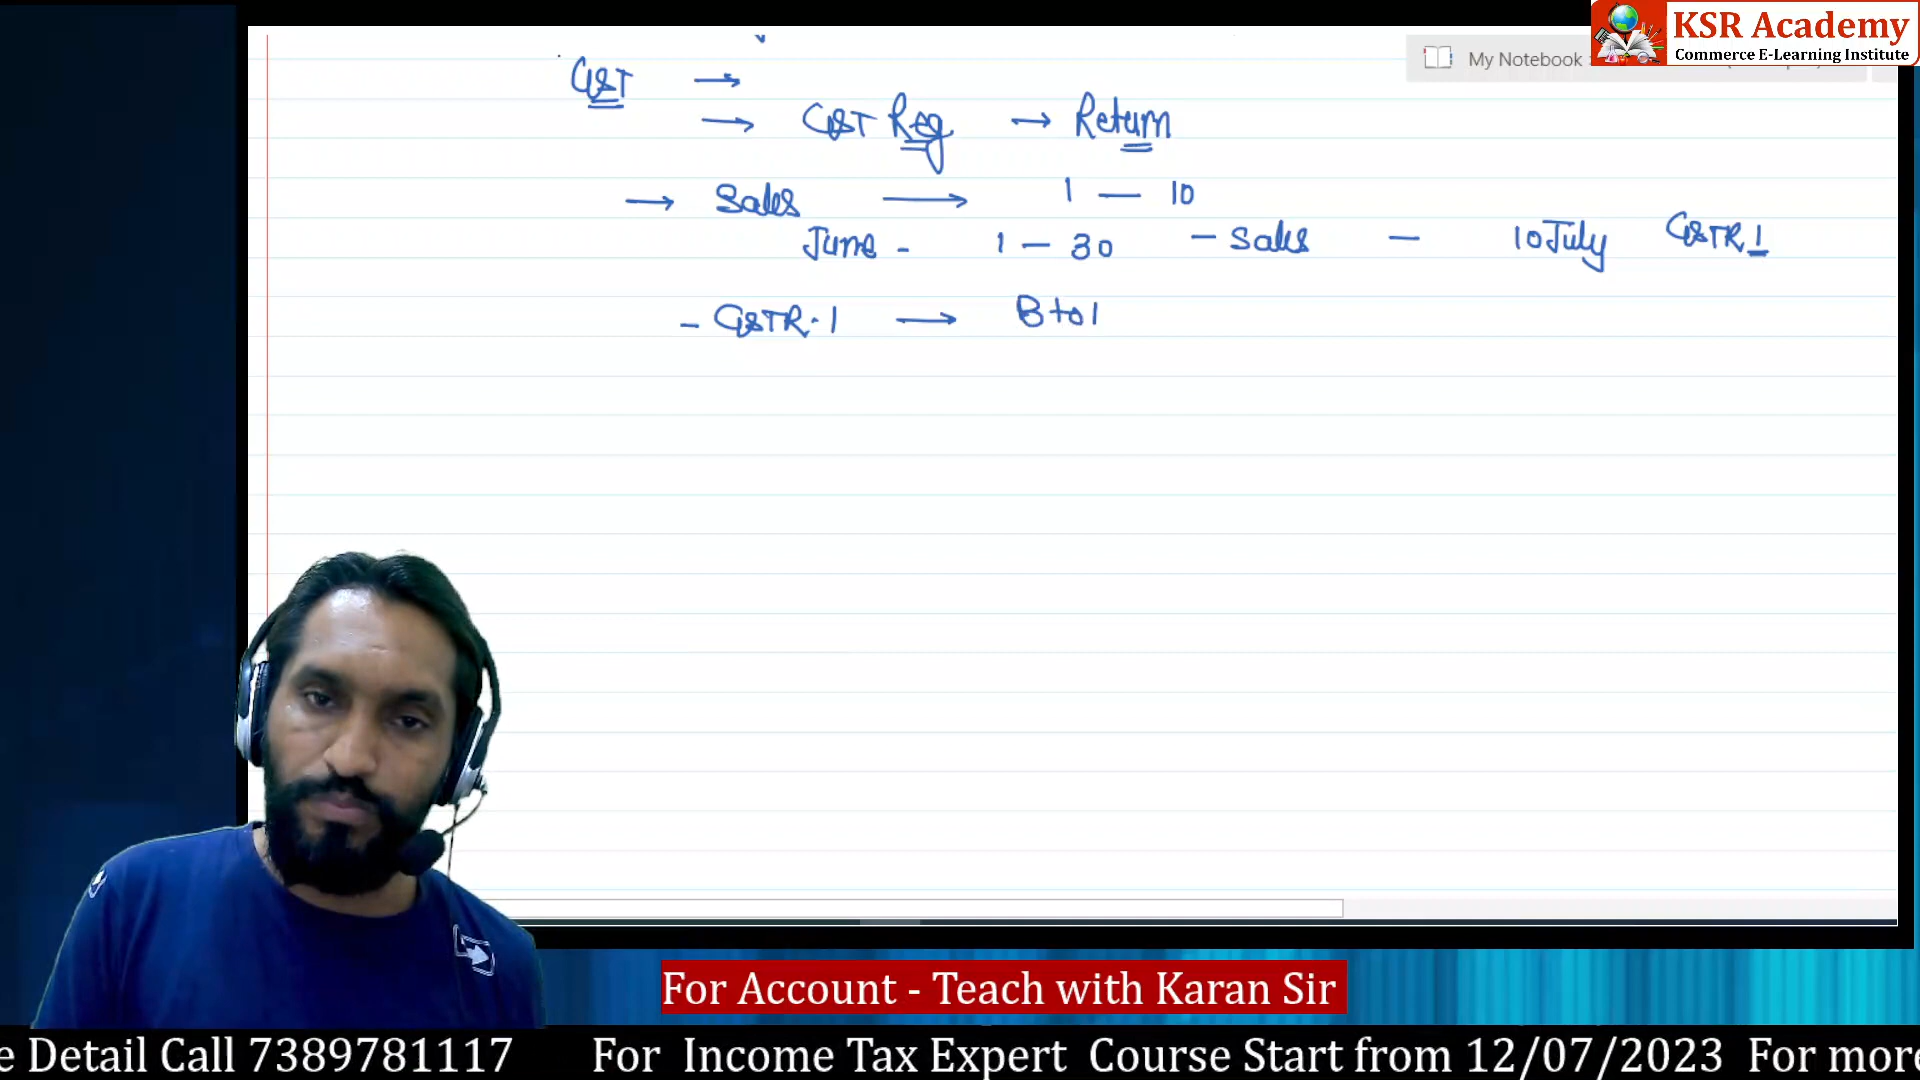 KSR Academy
Commerce E-Learning Institute
My Notebook
GST →
→ GST Reg → Return
→ Sales → 1 — 10
June - 1 — 30 - Sales - 10 July GSTR 1
- GSTR-1 → B to
For Account - Teach with Karan Sir
e Detail Call 7389781117 For Income Tax Expert Course Start from 12/07/2023 For more